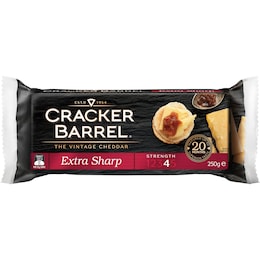 ESTD 1954
CRACKER
BARREL®
THE VINTAGE CHEDDAR
Extra Sharp
STRENGTH
4
20
250g e